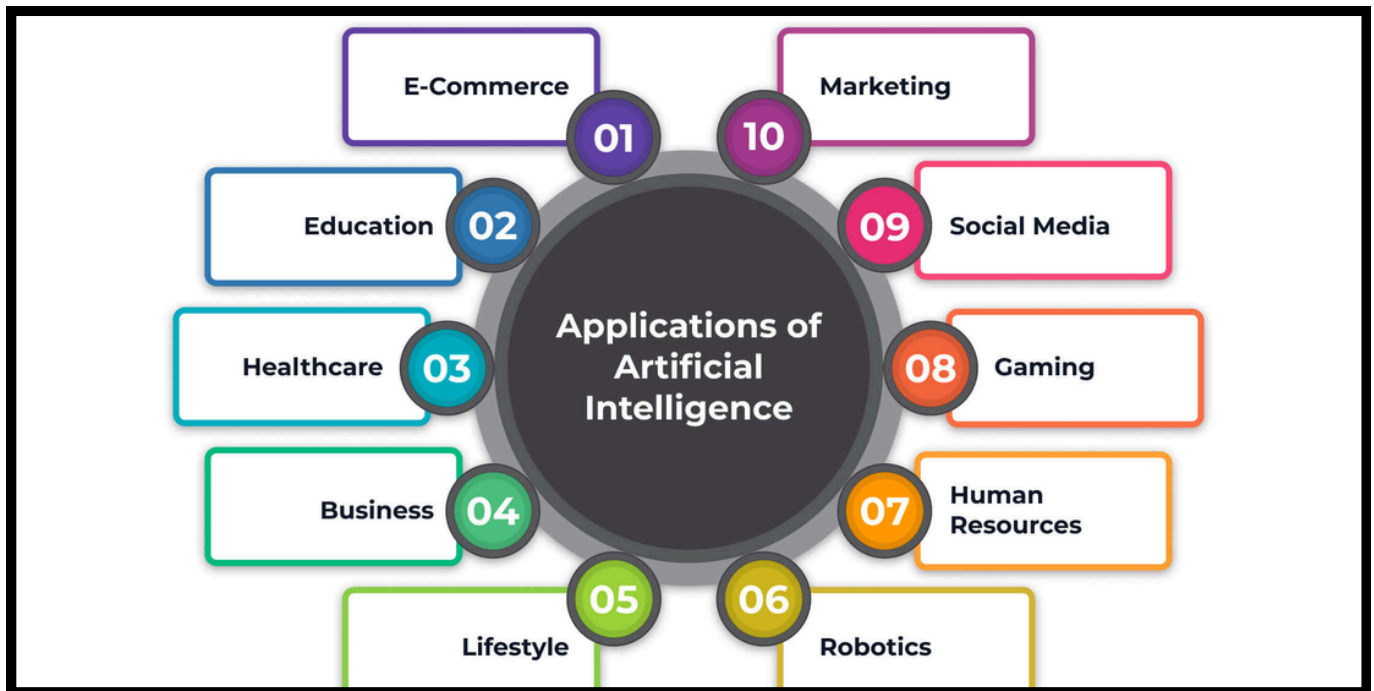 Applications of
Artificial
Intelligence
01
E-Commerce
02
Education
03
Healthcare
04
Business
05
Lifestyle
06
Robotics
07
Human
Resources
08
Gaming
09
Social Media
10
Marketing